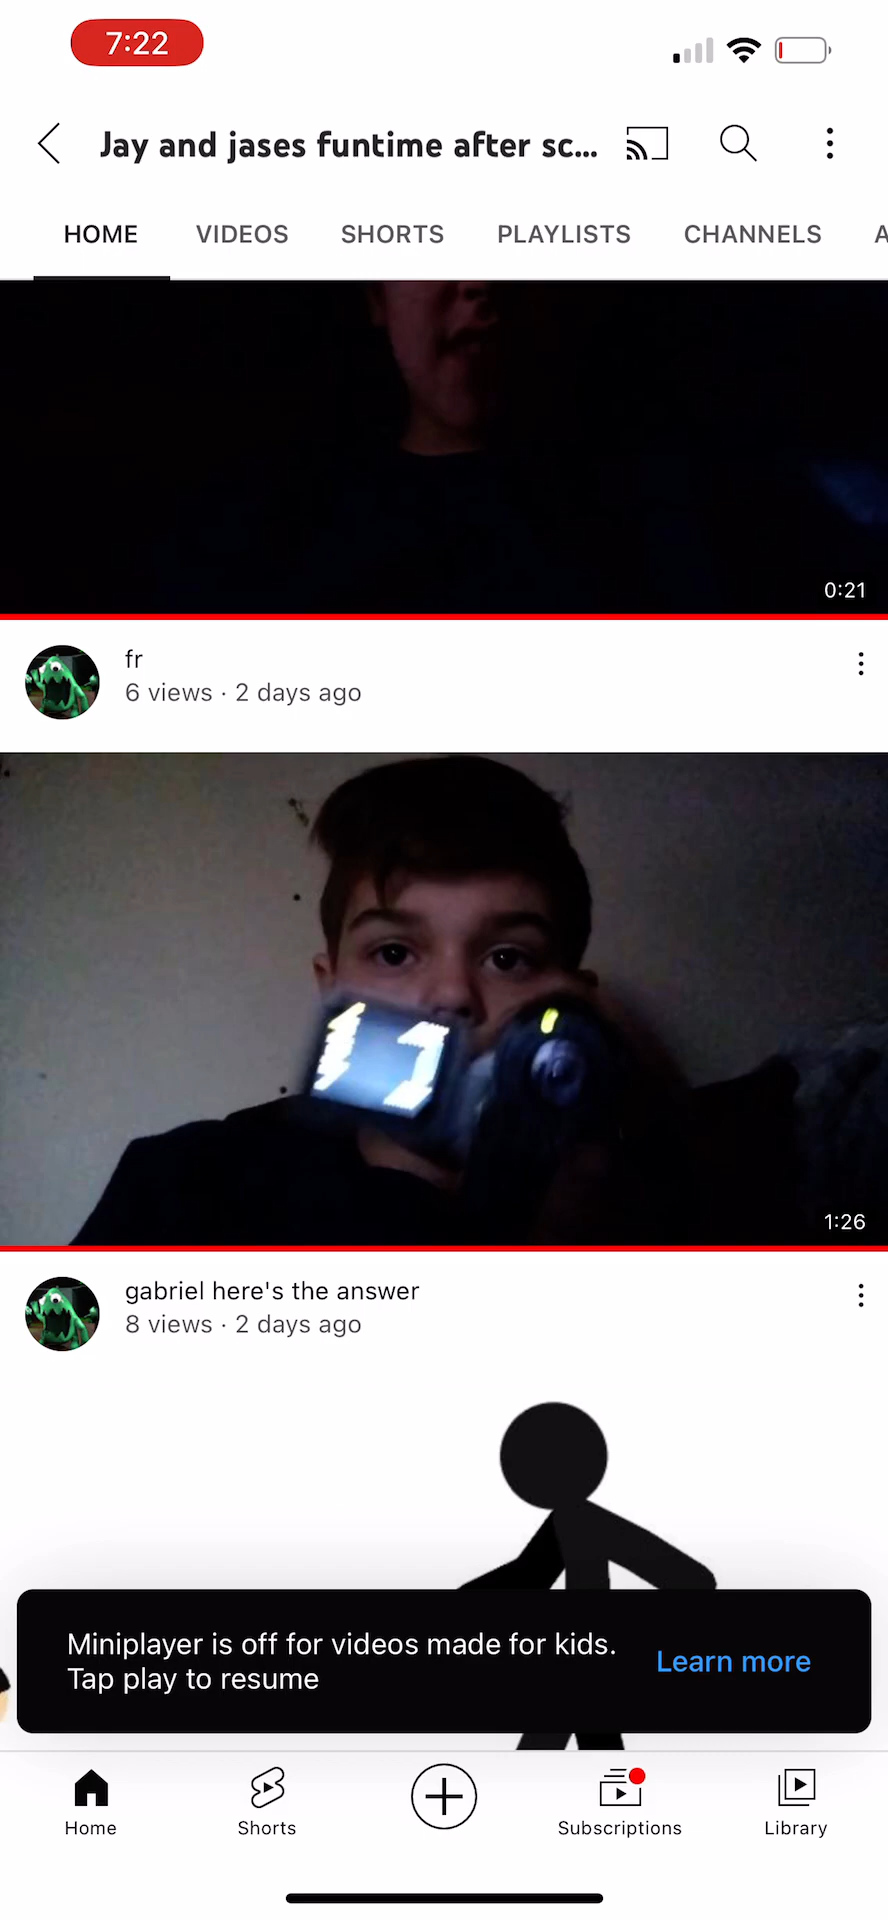 7:22
Jay and jases funtime after sc...
HOME VIDEOS SHORTS PLAYLISTS CHANNELS A
0:21
fr
6 views · 2 days ago
1:26
gabriel here's the answer
8 views · 2 days ago
Miniplayer is off for videos made for kids.
Tap play to resume
Learn more
Home Shorts Subscriptions Library